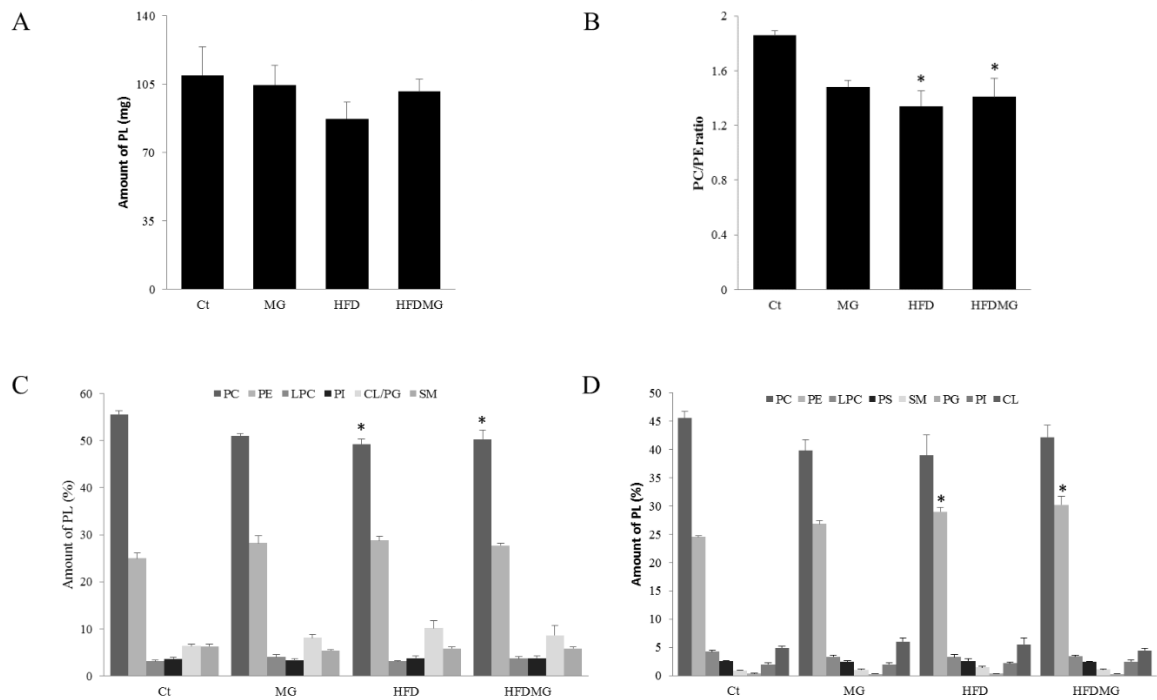 A
140
105
70
35
0
Amount of PL (mg)
Ct MG HFD HFDMG
B
2
1.6
1.2
0.8
0.4
0
PC/PE ratio
* *
Ct MG HFD HFDMG
C
PC PE LPC PI CL/PG SM
60
50
40
30
20
10
0
Amount of PL (%)
* *
Ct MG HFD HFDMG
D
PC PE LPC PS SM PG PI CL
50
45
40
35
30
25
20
15
10
5
0
Amount of PL (%)
* *
Ct MG HFD HFDMG